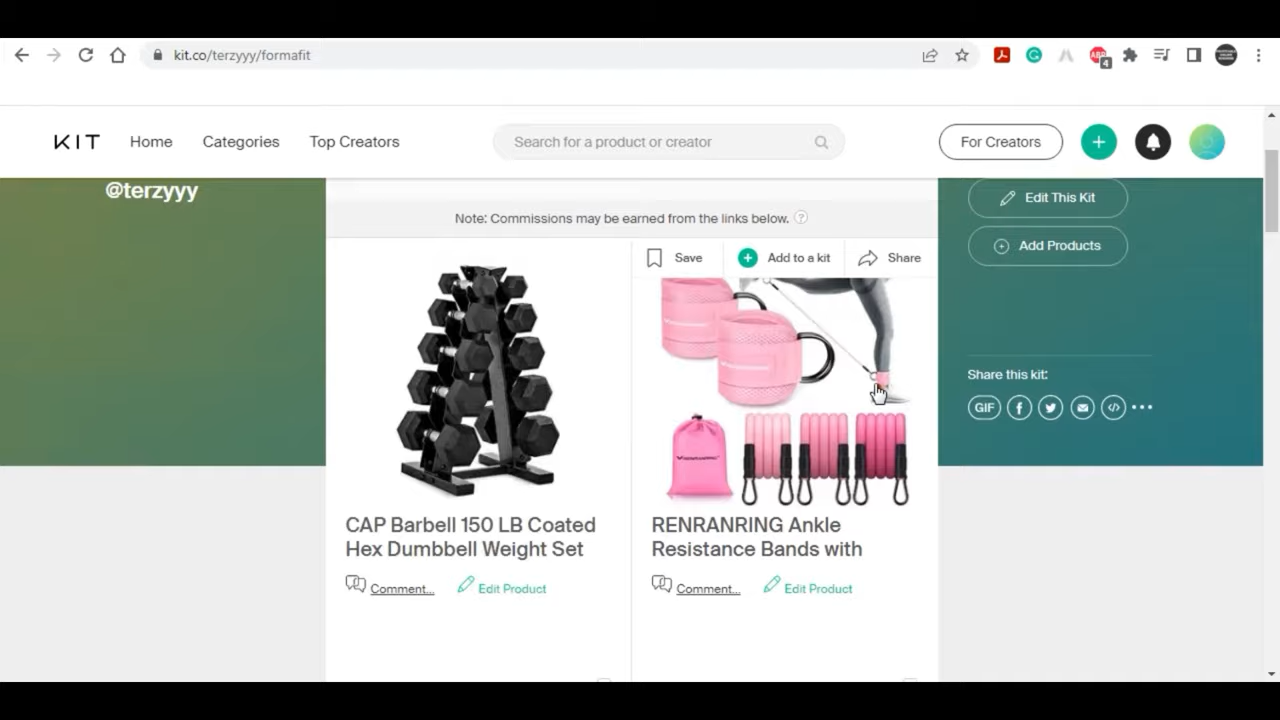 kit.co/terzyyy/formafit
ABP
4
KIT
Home
Categories
Top Creators
Search for a product or creator
For Creators
@terzyyy
Edit This Kit
Add Products
Note: Commissions may be earned from the links below. ?
Save
Add to a kit
Share
Share this kit:
GIF
CAP Barbell 150 LB Coated
Hex Dumbbell Weight Set
Comment...
Edit Product
RENRANRING Ankle
Resistance Bands with
Comment...
Edit Product